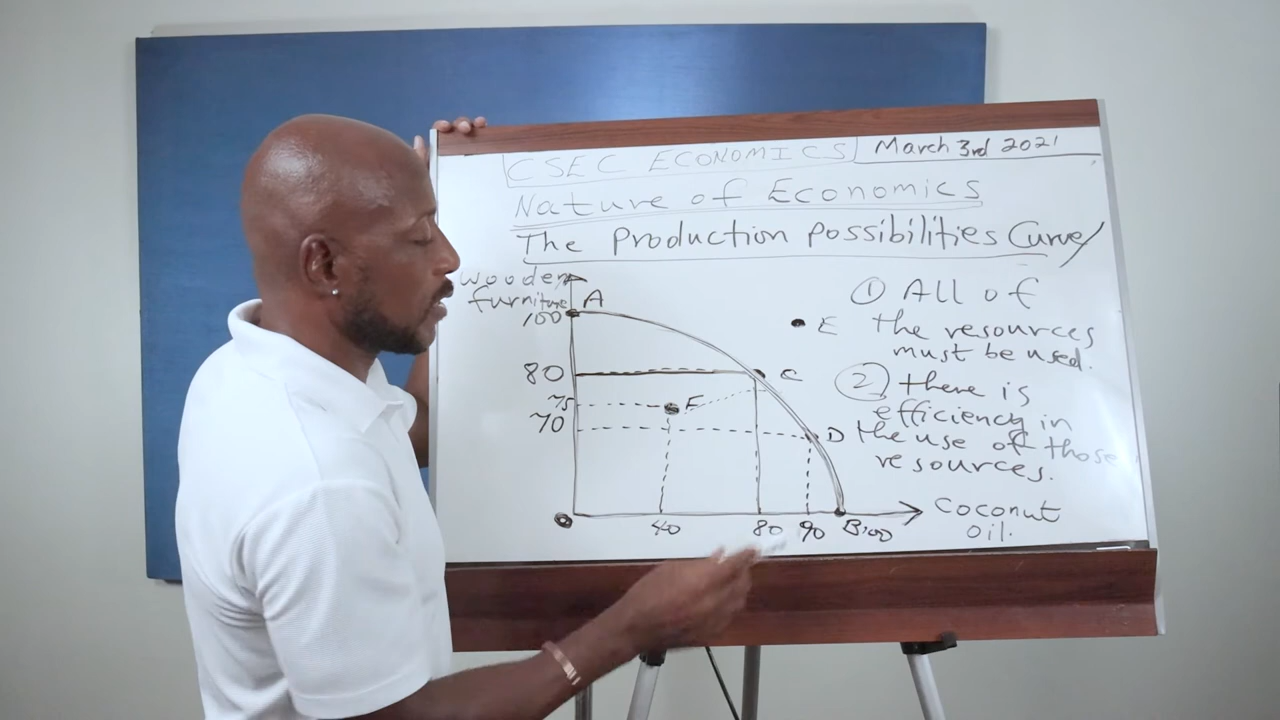 CSEC ECONOMICS March 3rd 2021
Nature of Economics
The Production Possibilities Curve
wooden
furniture
A
100
80
C
75
F
70
D
E
0
40
80
90
B100
① All of
the resources
must be used.
② there is
efficiency in
the use of those
resources.
Coconut
oil.